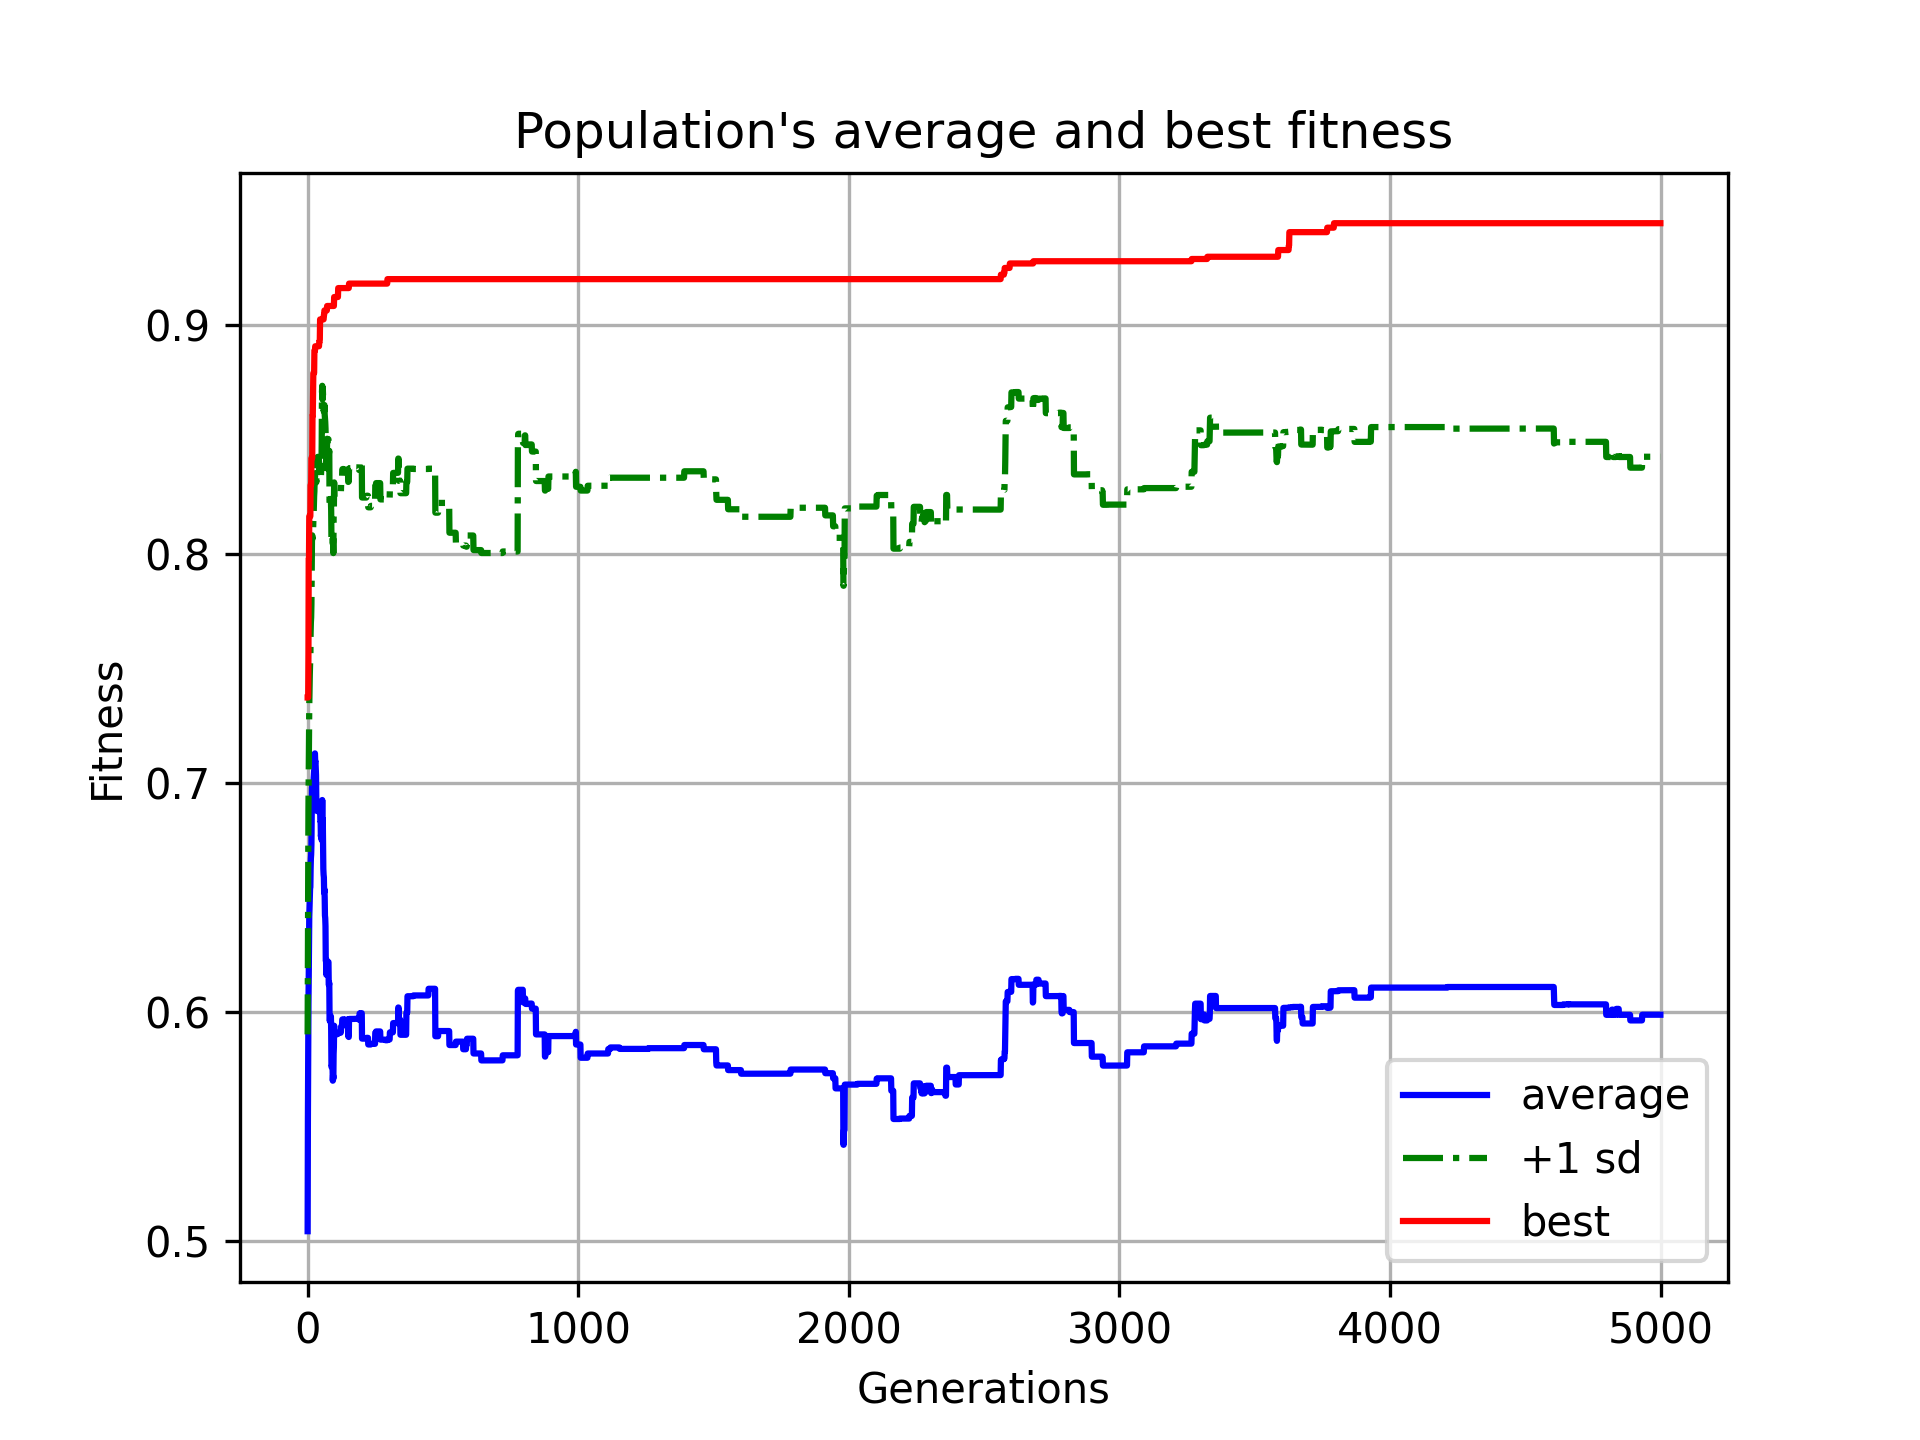 Population's average and best fitness
Fitness
0.9
0.8
0.7
0.6
0.5
average
+1 sd
best
0 1000 2000 3000 4000 5000
Generations